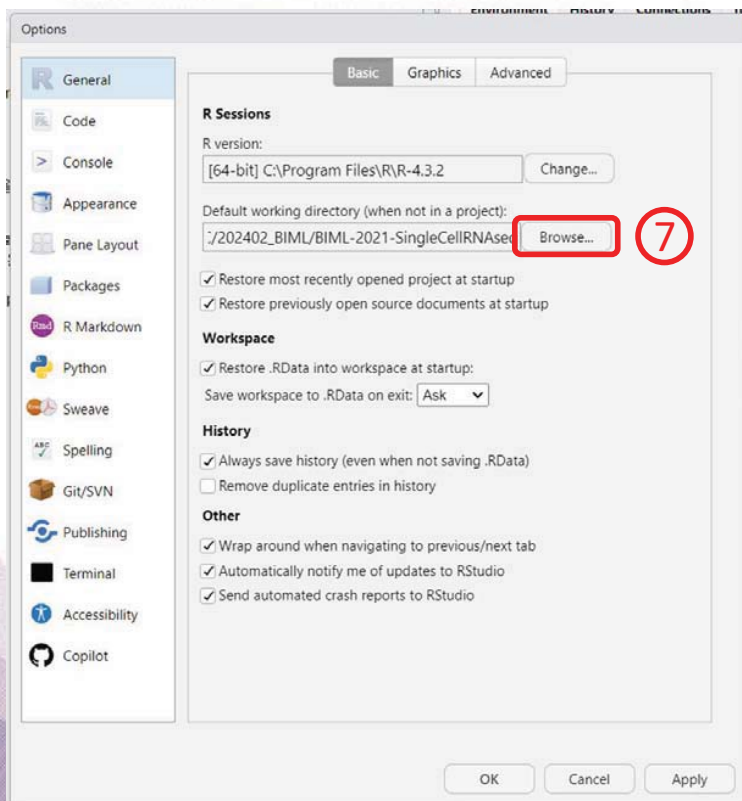 Environment History Connections
Options
General
Code
Console
Appearance
Pane Layout
Packages
R Markdown
Python
Sweave
Spelling
Git/SVN
Publishing
Terminal
Accessibility
Copilot
Basic Graphics Advanced
R Sessions
R version:
[64-bit] C:\Program Files\R\R-4.3.2 Change...
Default working directory (when not in a project):
:/202402_BIML/BIML-2021-SingleCellRNAsec Browse... 7
Restore most recently opened project at startup
Restore previously open source documents at startup
Workspace
Restore .RData into workspace at startup:
Save workspace to .RData on exit: Ask
History
Always save history (even when not saving .RData)
Remove duplicate entries in history
Other
Wrap around when navigating to previous/next tab
Automatically notify me of updates to RStudio
Send automated crash reports to RStudio
OK Cancel Apply